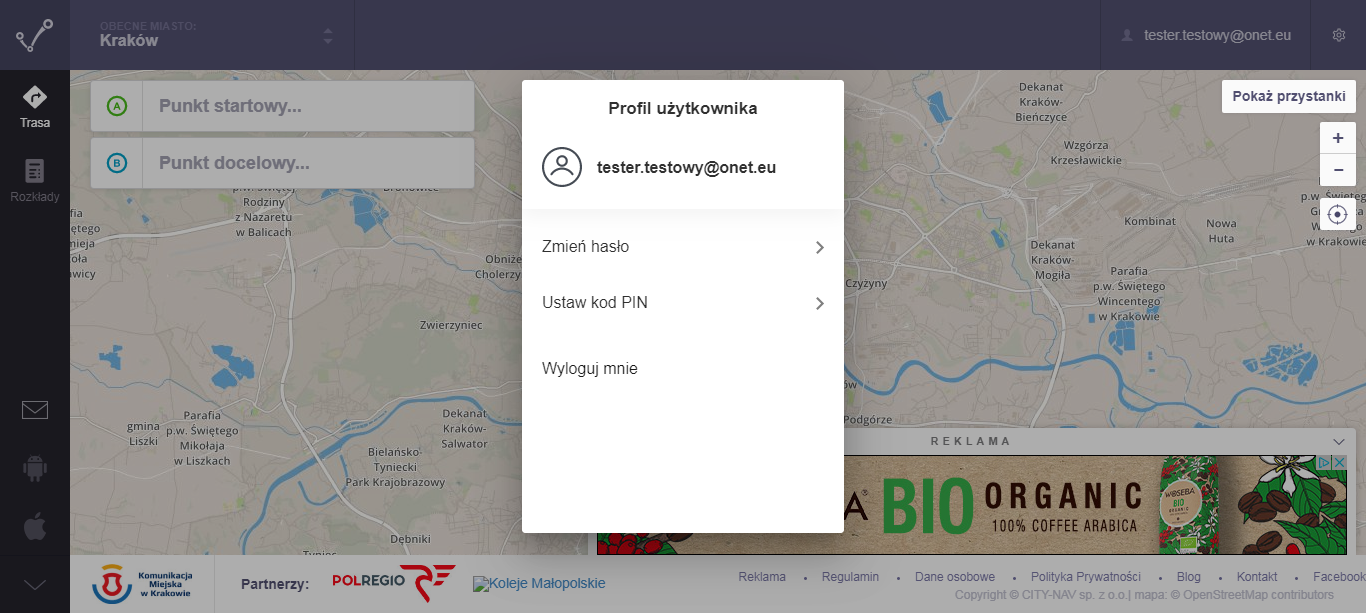 OBECNE MIASTO:
Kraków
tester.testowy@onet.eu
Trasa
Rozkłady
A
Punkt startowy...
B
Punkt docelowy...
Pokaż przystanki
+
−
Profil użytkownika
tester.testowy@onet.eu
Zmień hasło
Ustaw kod PIN
Wyloguj mnie
Dekanat
Kraków-
Bieńczyce
Wzgórza
Krzesławickie
Kombinat
Nowa
Huta
w Krakowie
Dekanat
Kraków-
Mogiła
Parafia
p.w. Świętego
Wincentego
w Krakowie
Czyżyny
Podgórze
p.w. Świętej
Rodziny
z Nazaretu
w Balicach
Bronowice
Zwierzyniec
Parafia
p.w. Świętego
Mikołaja
w Liszkach
gmina
Liszki
Dekanat
Kraków-
Salwator
Bielańsko-
Tyniecki
Park Krajobrazowy
Dębniki
Tyniec
REKLAMA
BIO ORGANIC
100% COFFEE ARABICA
WOSEBA
BIO
ORGANIC
Komunikacja
Miejska
w Krakowie
Partnerzy:
POLREGIO
Koleje Małopolskie
Reklama • Regulamin • Dane osobowe • Polityka Prywatności • Blog • Kontakt • Facebook
Copyright © CITY-NAV sp. z o.o.| mapa: © OpenStreetMap contributors